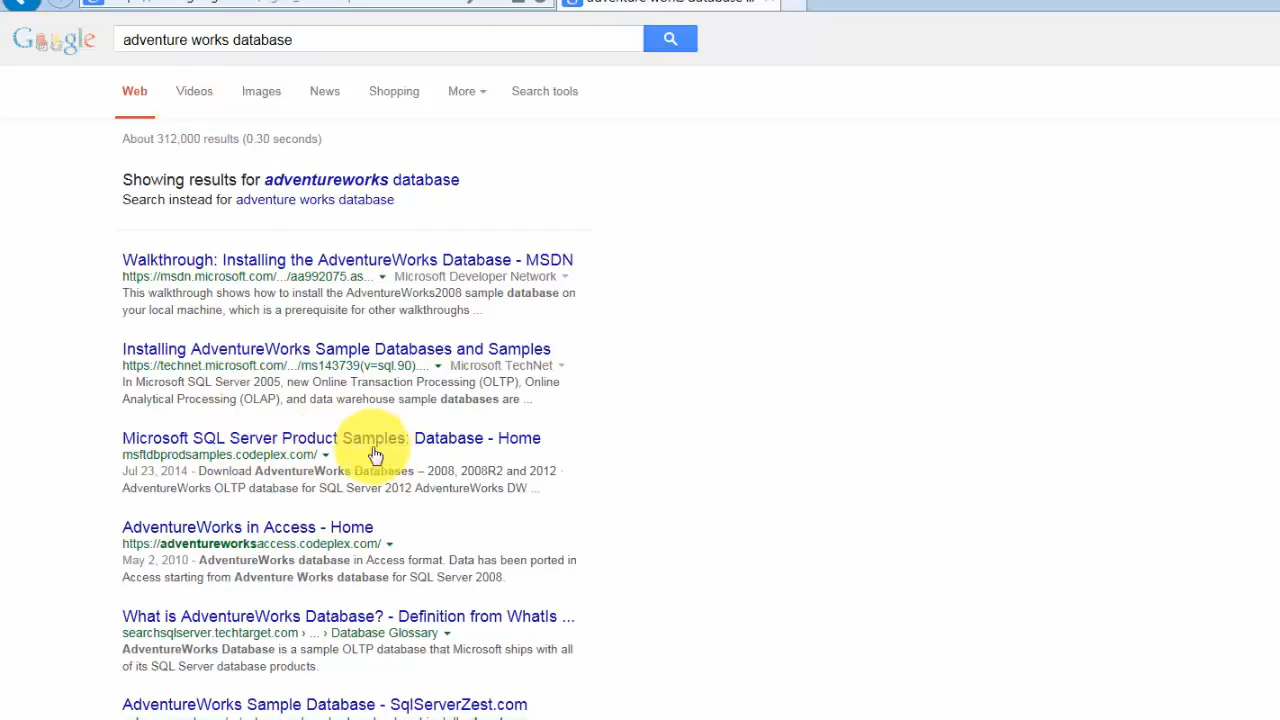 adventure works database
Google
adventure works database
Web Videos Images News Shopping More Search tools
About 312,000 results (0.30 seconds)
Showing results for adventureworks database
Search instead for adventure works database
Walkthrough: Installing the AdventureWorks Database - MSDN
https://msdn.microsoft.com/.../aa992075.as... Microsoft Developer Network
This walkthrough shows how to install the AdventureWorks2008 sample database on
your local machine, which is a prerequisite for other walkthroughs ...
Installing AdventureWorks Sample Databases and Samples
https://technet.microsoft.com/.../ms143739(v=sql.90).... Microsoft TechNet
In Microsoft SQL Server 2005, new Online Transaction Processing (OLTP), Online
Analytical Processing (OLAP), and data warehouse sample databases are ...
Microsoft SQL Server Product Samples: Database - Home
msftdbprodsamples.codeplex.com/
Jul 23, 2014 - Download AdventureWorks Databases – 2008, 2008R2 and 2012 ·
AdventureWorks OLTP database for SQL Server 2012 AdventureWorks DW ...
AdventureWorks in Access - Home
https://adventureworksaccess.codeplex.com/
May 2, 2010 - AdventureWorks database in Access format. Data has been ported in
Access starting from Adventure Works database for SQL Server 2008.
What is AdventureWorks Database? - Definition from WhatIs ...
searchsqlserver.techtarget.com › ... › Database Glossary
AdventureWorks Database is a sample OLTP database that Microsoft ships with all
of its SQL Server database products.
AdventureWorks Sample Database - SqlServerZest.com